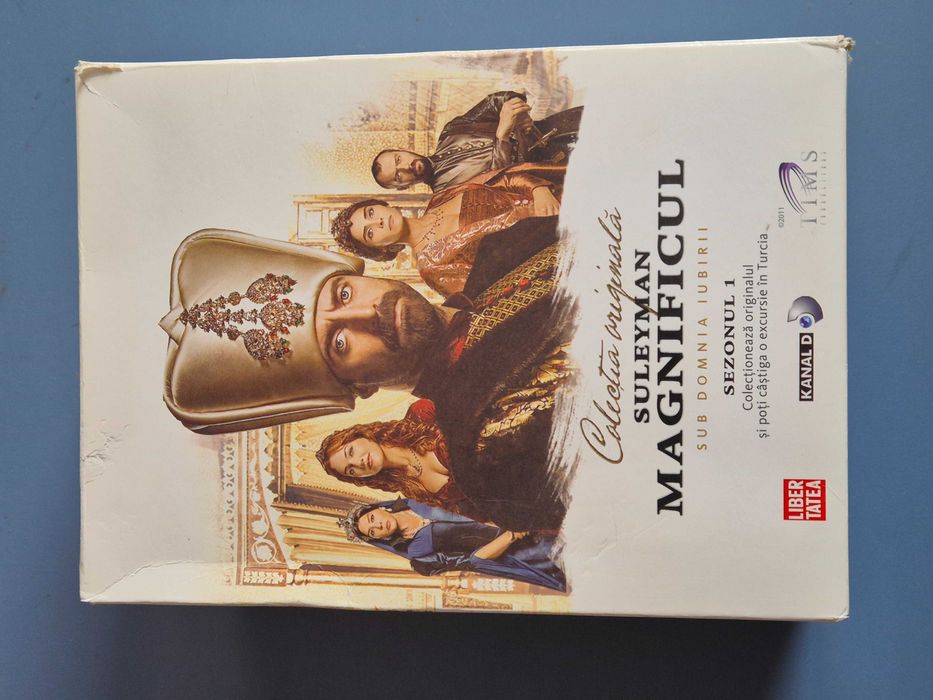 Colecția originală
SULEYMAN
MAGNIFICUL
SUB DOMNIA IUBIRII
SEZONUL 1
Colecționează originalul
și poți câștiga o excursie în Turcia
LIBER
TATEA
KANAL D
©2011
TIMS
PRODUCTIONS